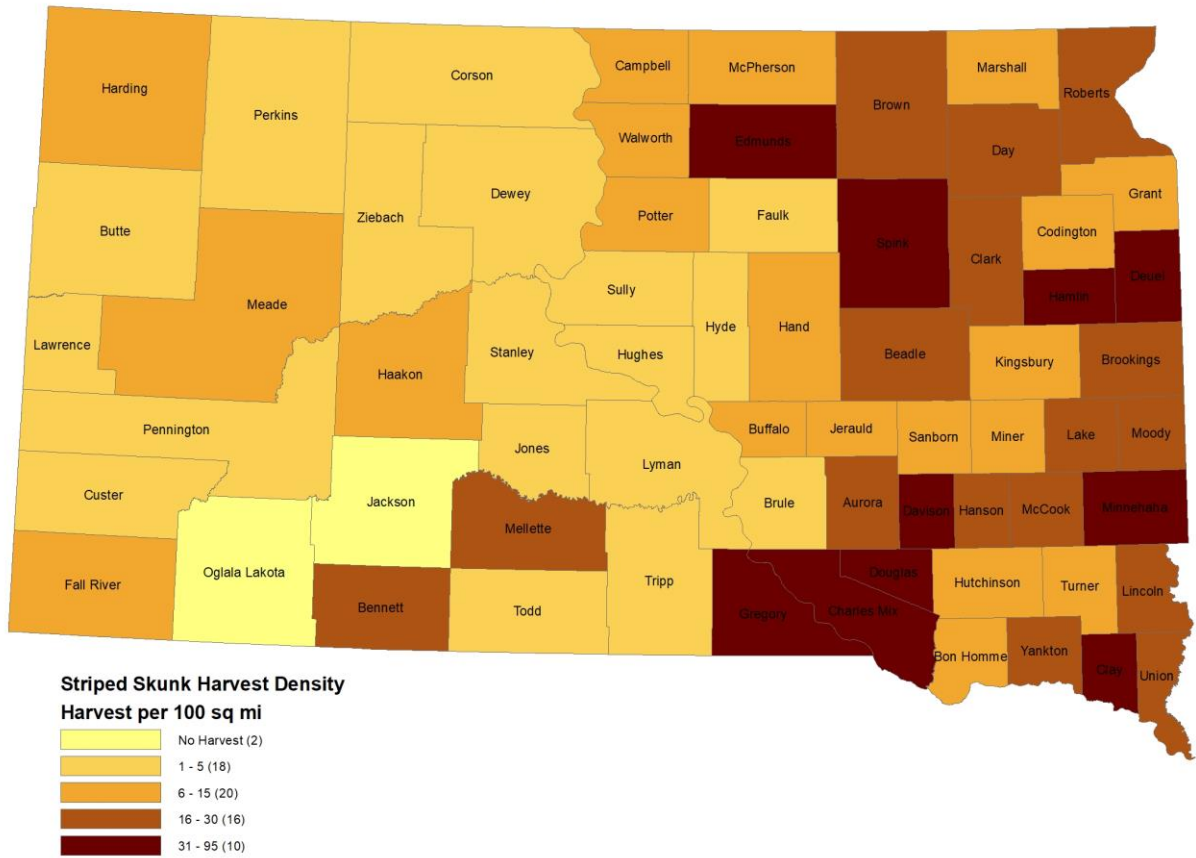 Harding
Perkins
Corson
Campbell
McPherson
Brown
Marshall
Roberts
Walworth
Edmunds
Day
Butte
Ziebach
Dewey
Potter
Faulk
Spink
Clark
Codington
Grant
Deuel
Hamlin
Meade
Sully
Hyde
Hand
Lawrence
Haakon
Stanley
Hughes
Beadle
Kingsbury
Brookings
Pennington
Jones
Lyman
Buffalo
Jerauld
Sanborn
Miner
Lake
Moody
Custer
Jackson
Mellette
Brule
Aurora
Davison
Hanson
McCook
Minnehaha
Fall River
Oglala Lakota
Bennett
Todd
Tripp
Gregory
Douglas
Charles Mix
Hutchinson
Turner
Lincoln
Bon Homme
Yankton
Clay
Union
Striped Skunk Harvest Density
Harvest per 100 sq mi
No Harvest (2)
1 - 5 (18)
6 - 15 (20)
16 - 30 (16)
31 - 95 (10)